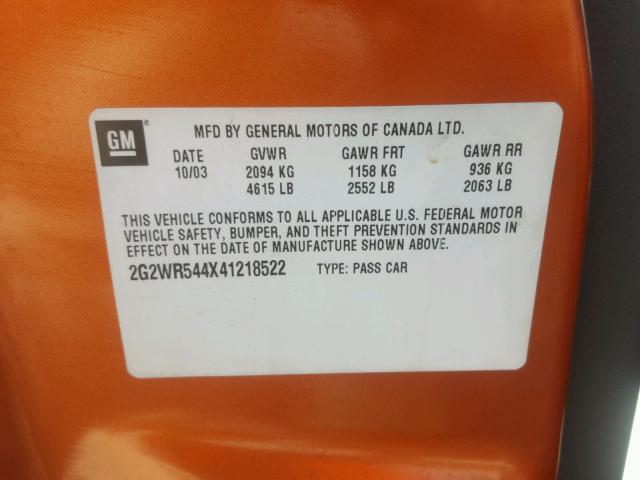 GM®
MFD BY GENERAL MOTORS OF CANADA LTD.
DATE GVWR GAWR FRT GAWR RR
10/03 2094 KG 1158 KG 936 KG
4615 LB 2552 LB 2063 LB
THIS VEHICLE CONFORMS TO ALL APPLICABLE U.S. FEDERAL MOTOR
VEHICLE SAFETY, BUMPER, AND THEFT PREVENTION STANDARDS IN
EFFECT ON THE DATE OF MANUFACTURE SHOWN ABOVE.
2G2WR544X41218522 TYPE: PASS CAR